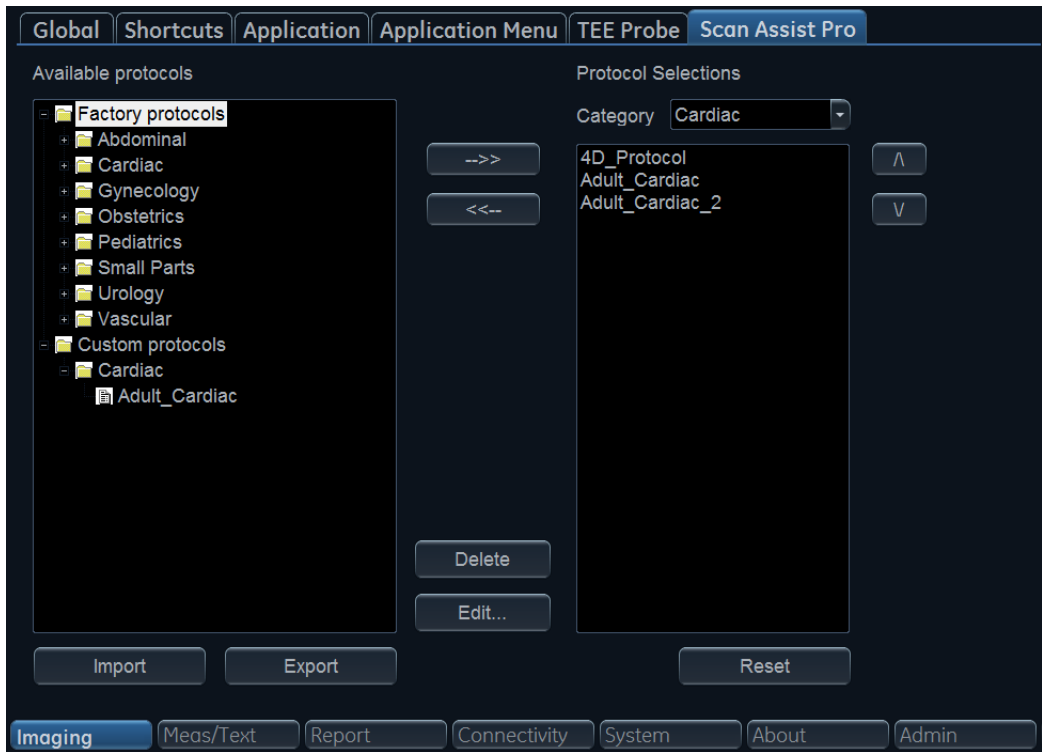 Global Shortcuts Application Application Menu TEE Probe Scan Assist Pro
Available protocols
Factory protocols
Abdominal
Cardiac
Gynecology
Obstetrics
Pediatrics
Small Parts
Urology
Vascular
Custom protocols
Cardiac
Adult_Cardiac
-->>
<<--
Delete
Edit...
Import Export
Protocol Selections
Category Cardiac
4D_Protocol
Adult_Cardiac
Adult_Cardiac_2
/\
\/
Reset
Imaging Meas/Text Report Connectivity System About Admin